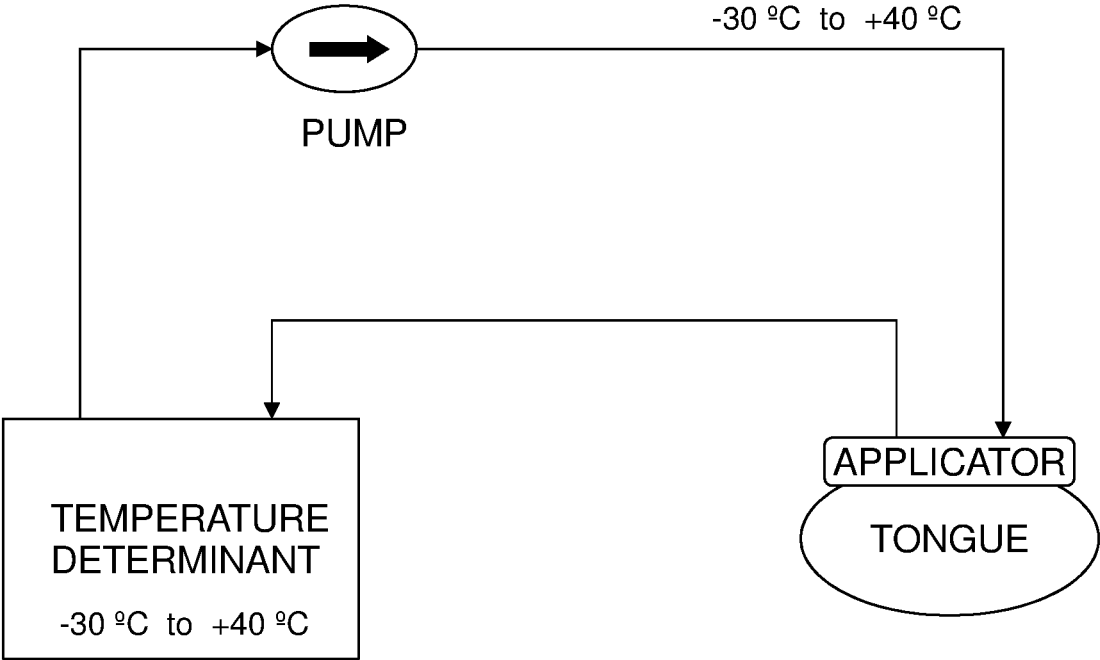 -30 ºC to +40 ºC
PUMP
APPLICATOR
TEMPERATURE
DETERMINANT
TONGUE
-30 ºC to +40 ºC